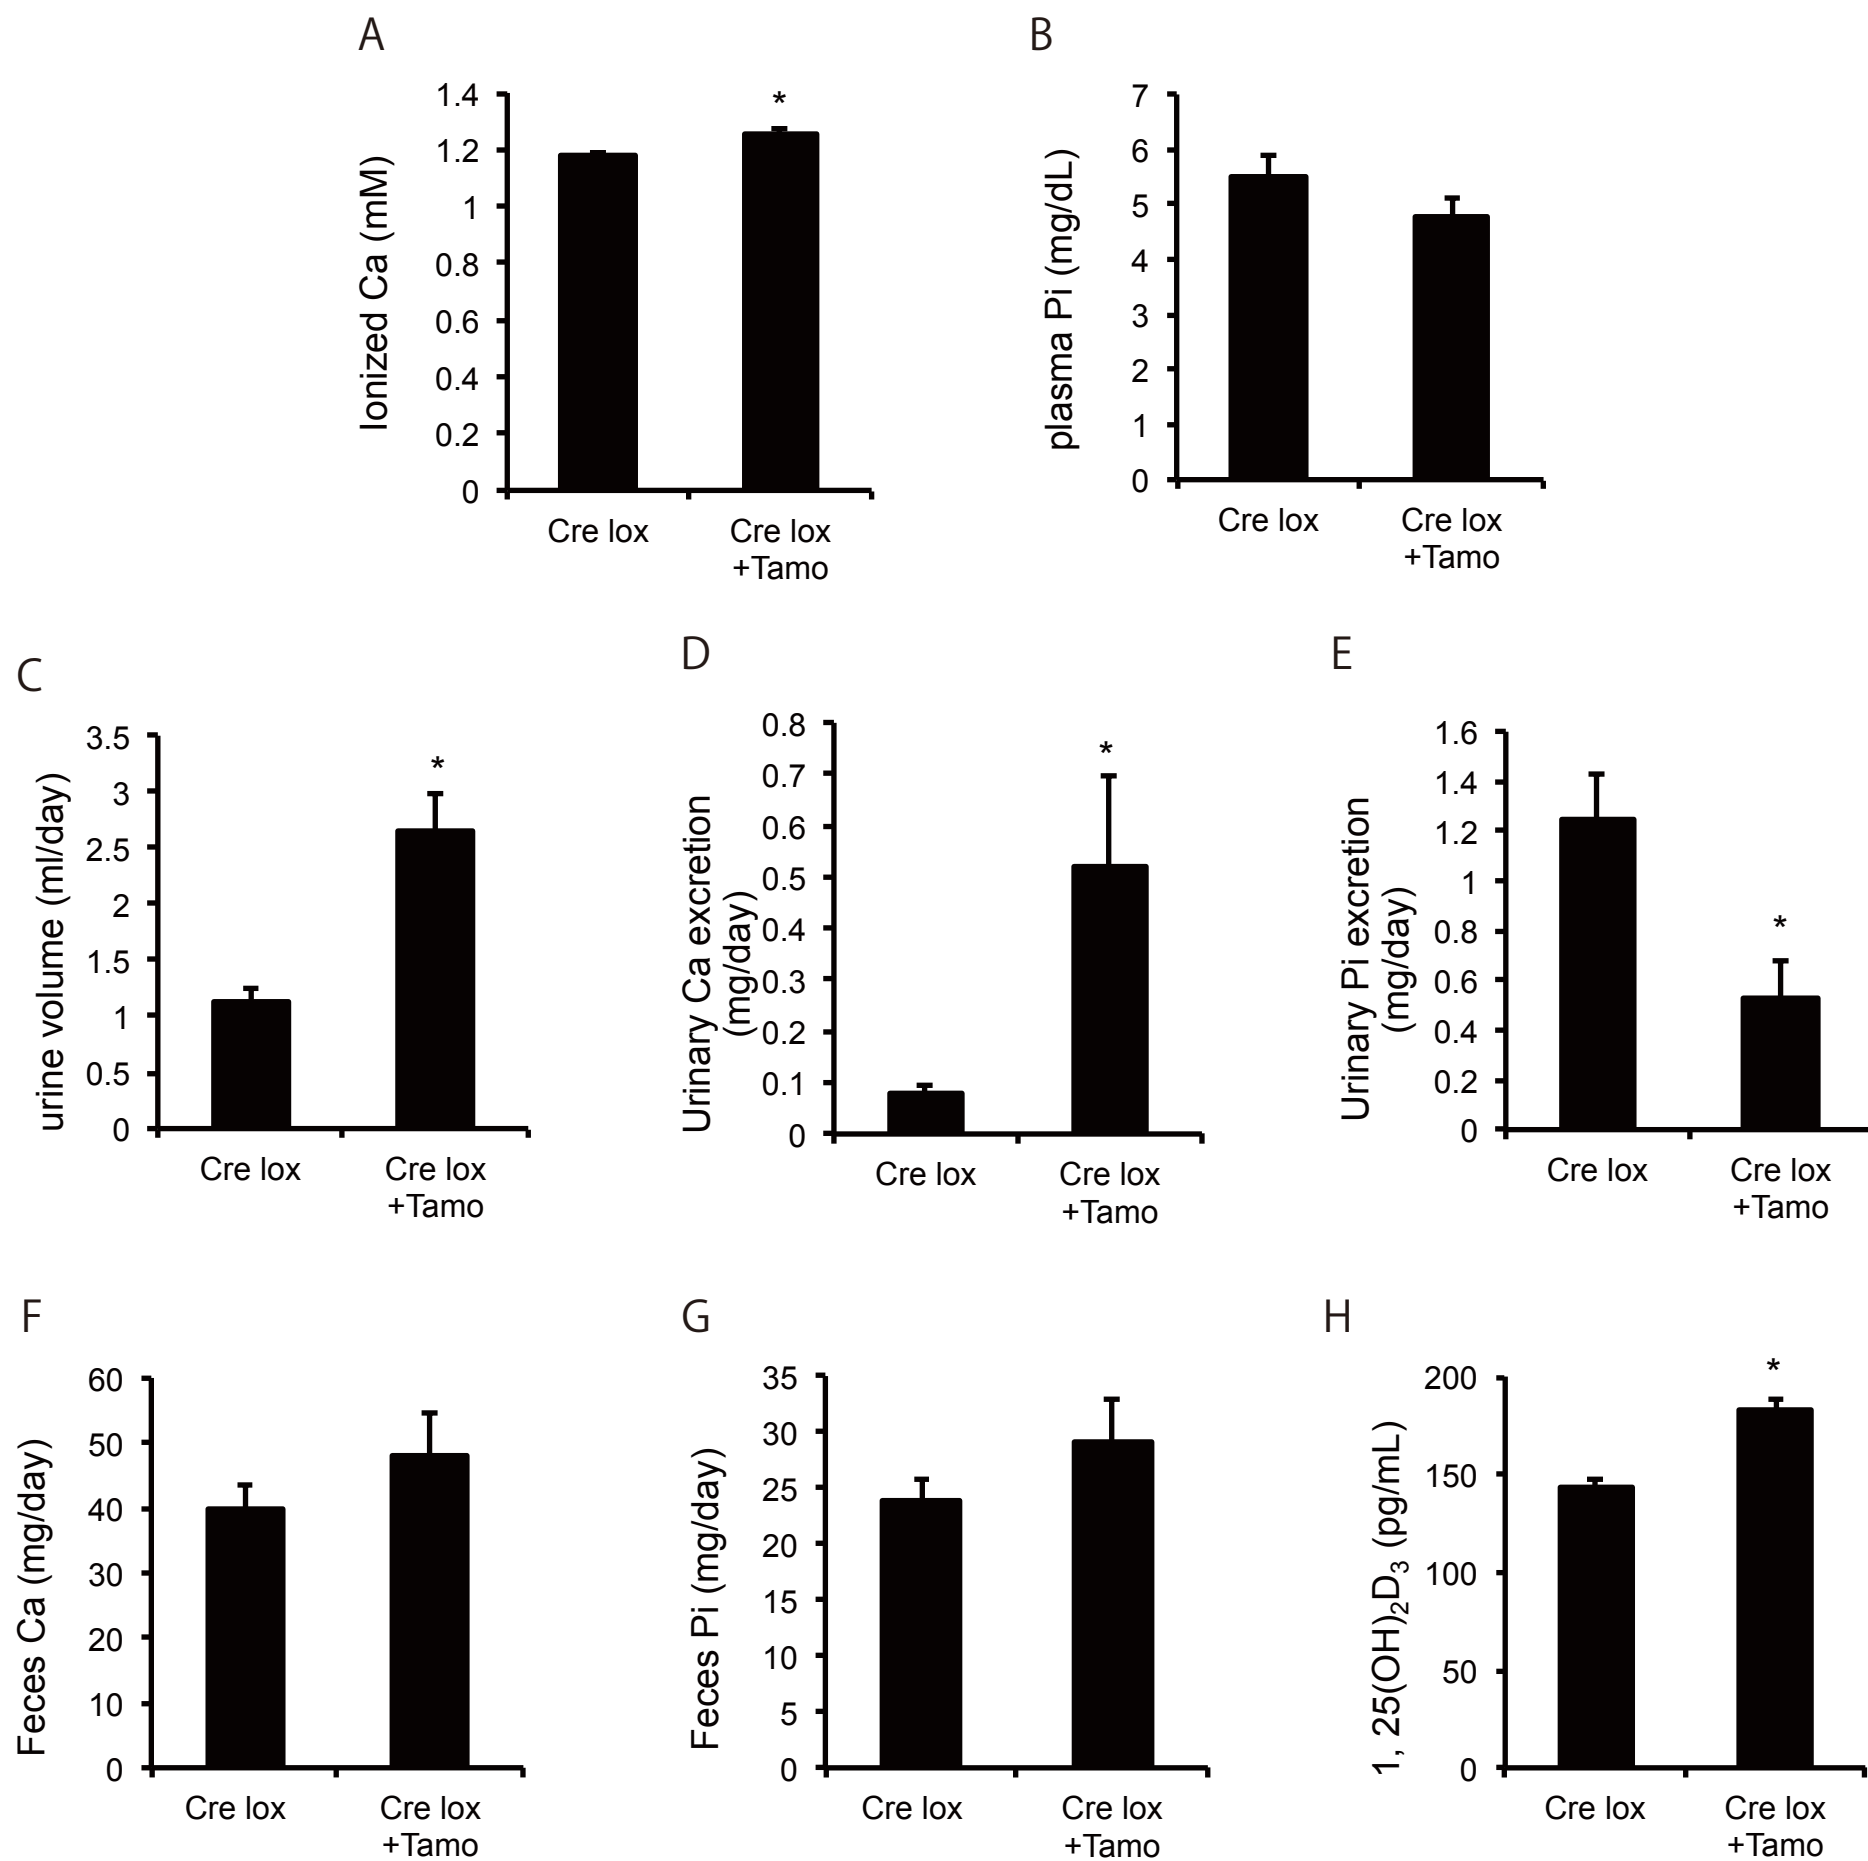 A
Ionized Ca (mM)
1.4
1.2
1
0.8
0.6
0.4
0.2
0
*
Cre lox
Cre lox
+Tamo
B
plasma Pi (mg/dL)
7
6
5
4
3
2
1
0
Cre lox
Cre lox
+Tamo
C
urine volume (ml/day)
3.5
3
2.5
2
1.5
1
0.5
0
*
Cre lox
Cre lox
+Tamo
D
Urinary Ca excretion
(mg/day)
0.8
0.7
0.6
0.5
0.4
0.3
0.2
0.1
0
*
Cre lox
Cre lox
+Tamo
E
Urinary Pi excretion
(mg/day)
1.6
1.4
1.2
1
0.8
0.6
0.4
0.2
0
*
Cre lox
Cre lox
+Tamo
F
Feces Ca (mg/day)
60
50
40
30
20
10
0
Cre lox
Cre lox
+Tamo
G
Feces Pi (mg/day)
35
30
25
20
15
10
5
0
Cre lox
Cre lox
+Tamo
H
1, 25(OH)₂D₃ (pg/mL)
200
150
100
50
0
*
Cre lox
Cre lox
+Tamo